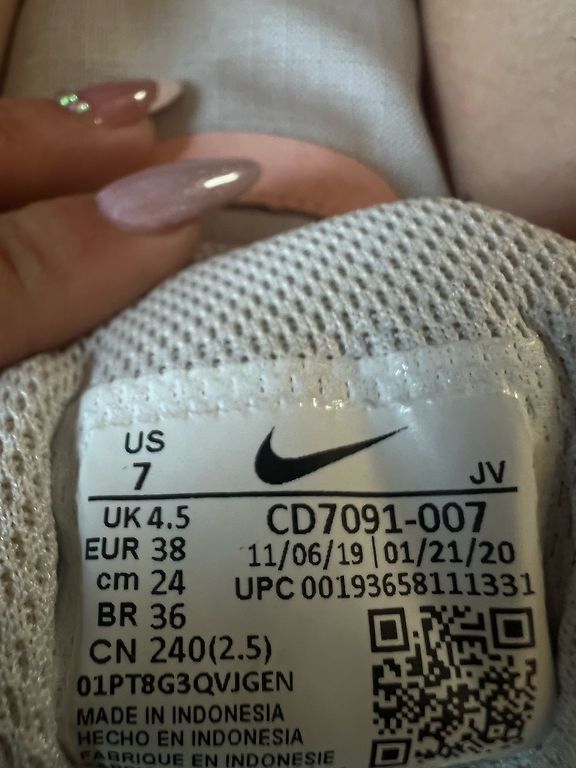 US
7
JV
UK 4.5
CD7091-007
EUR 38
11/06/19 | 01/21/20
cm 24
UPC 00193658111331
BR 36
CN 240(2.5)
01PT8G3QVJGEN
MADE IN INDONESIA
HECHO EN INDONESIA
FABRIQUE EN INDONESIE